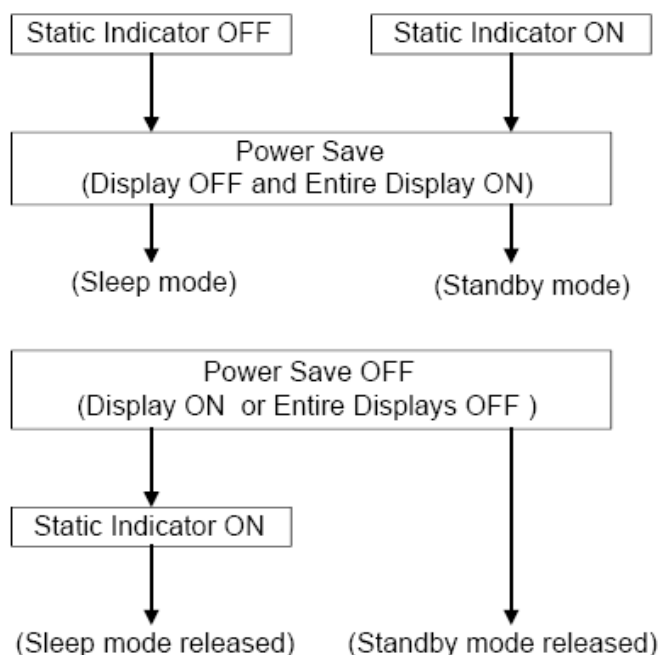 Static Indicator OFF
Static Indicator ON
Power Save
(Display OFF and Entire Display ON)
(Sleep mode)
(Standby mode)
Power Save OFF
(Display ON or Entire Displays OFF )
Static Indicator ON
(Sleep mode released)
(Standby mode released)